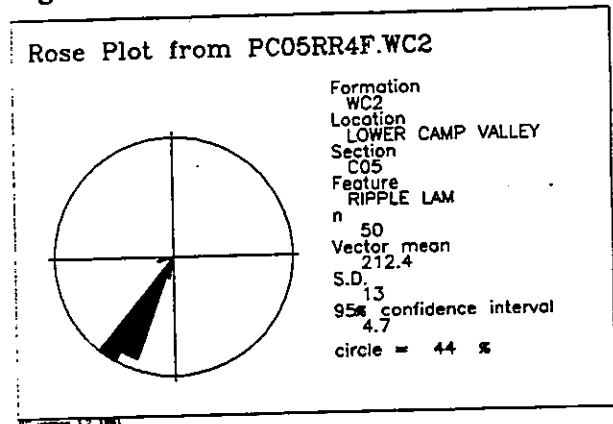 Rose Plot from PC05RR4F.WC2
Formation
WC2
Location
LOWER CAMP VALLEY
Section
C05
Feature
RIPPLE LAM
n
50
Vector mean
212.4
S.D.
13
95% confidence interval
4.7
circle = 44 %